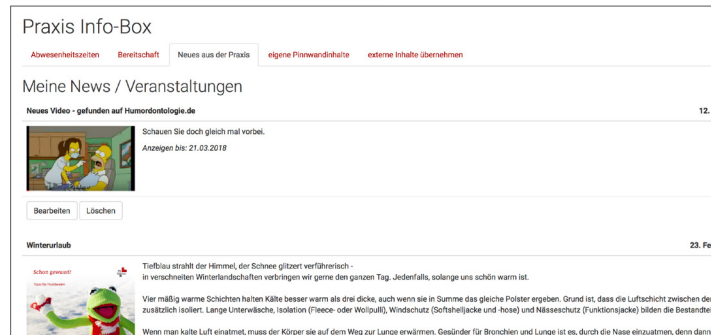 Praxis Info-Box
Abwesenheitszeiten Bereitschaft Neues aus der Praxis eigene Pinnwandinhalte externe Inhalte übernehmen
Meine News / Veranstaltungen
Neues Video - gefunden auf Humordontologie.de 12.
Schauen Sie doch gleich mal vorbei.
Anzeigen bis: 21.03.2018
Bearbeiten Löschen
Winterurlaub 23. Fe
Schon gewusst?
Tiefblau strahlt der Himmel, der Schnee glitzert verführerisch -
in verschneiten Winterlandschaften verbringen wir gerne den ganzen Tag. Jedenfalls, solange uns schön warm ist.
Vier mäßig warme Schichten halten Kälte besser warm als drei dicke, auch wenn sie in Summe das gleiche Polster ergeben. Grund ist, dass die Luftschicht zwischen der
zusätzlich isoliert. Lange Unterwäsche, Isolation (Fleece- oder Wollpulli), Windschutz (Softshelljacke und -hose) und Nässeschutz (Funktionsjacke) bilden die Bestandtei
Wenn man kalte Luft einatmet, muss der Körper sie auf dem Weg zur Lunge erwärmen. Gesünder für Bronchien und Lunge ist es, durch die Nase einzuatmen, denn dann